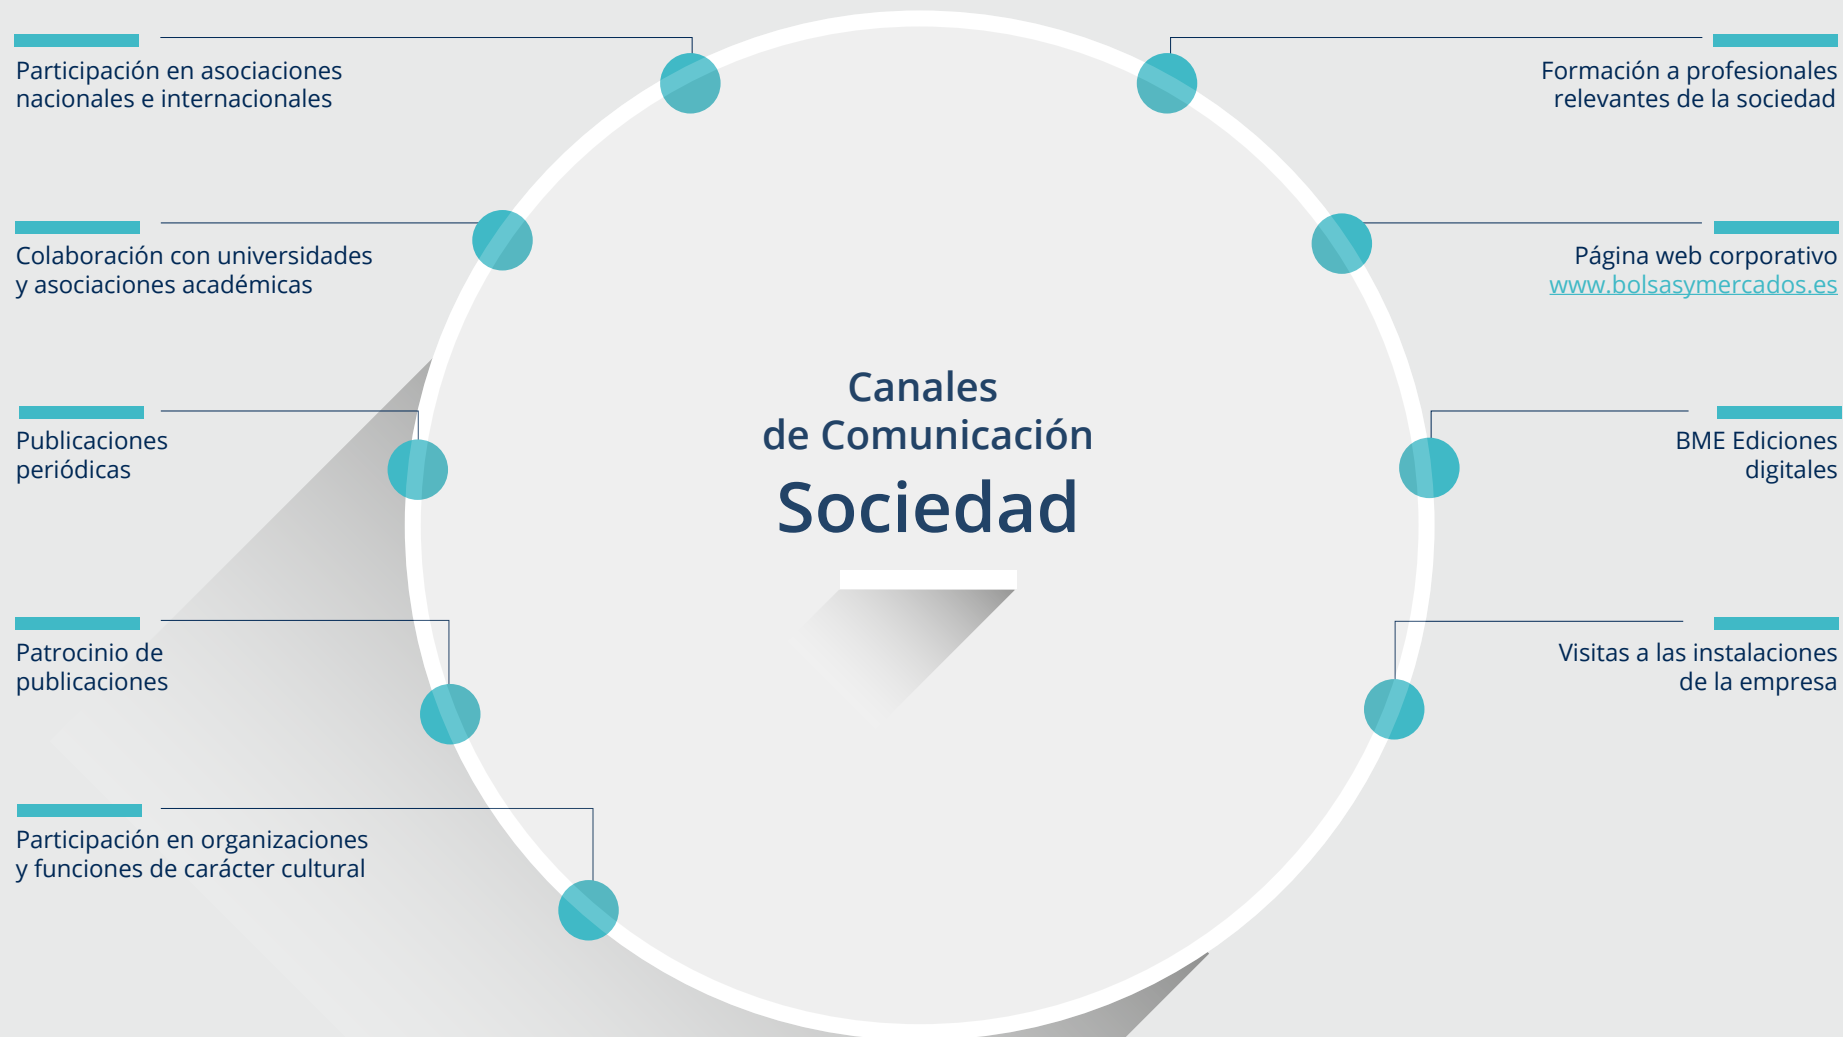 Participación en asociaciones
nacionales e internacionales
Colaboración con universidades
y asociaciones académicas
Publicaciones
periódicas
Patrocinio de
publicaciones
Participación en organizaciones
y funciones de carácter cultural
Canales
de Comunicación
Sociedad
Formación a profesionales
relevantes de la sociedad
Página web corporativo
www.bolsasymercados.es
BME Ediciones
digitales
Visitas a las instalaciones
de la empresa